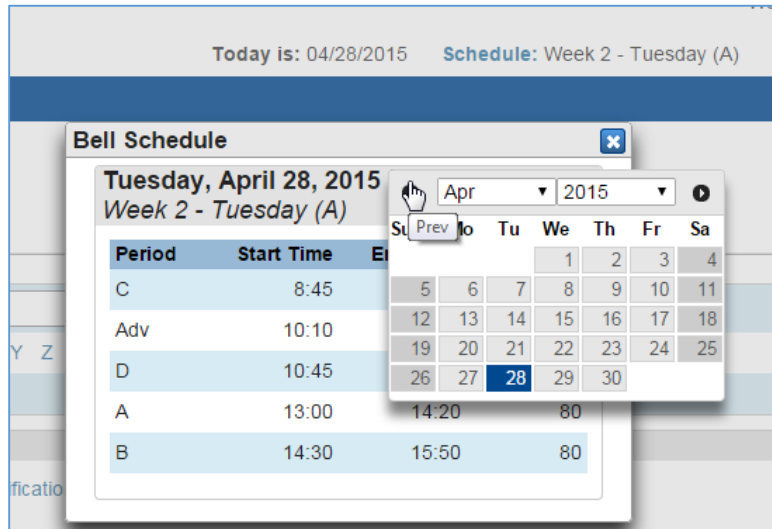 Today is: 04/28/2015 Schedule: Week 2 - Tuesday (A)
Bell Schedule
Tuesday, April 28, 2015
Week 2 - Tuesday (A)
Apr 2015
Prev
Tu We Th Fr Sa
1 2 3 4
5 6 7 8 9 10 11
12 13 14 15 16 17 18
19 20 21 22 23 24 25
26 27 28 29 30
Period Start Time
C 8:45
Adv 10:10
D 10:45
A 13:00 14:20 80
B 14:30 15:50 80
Y Z